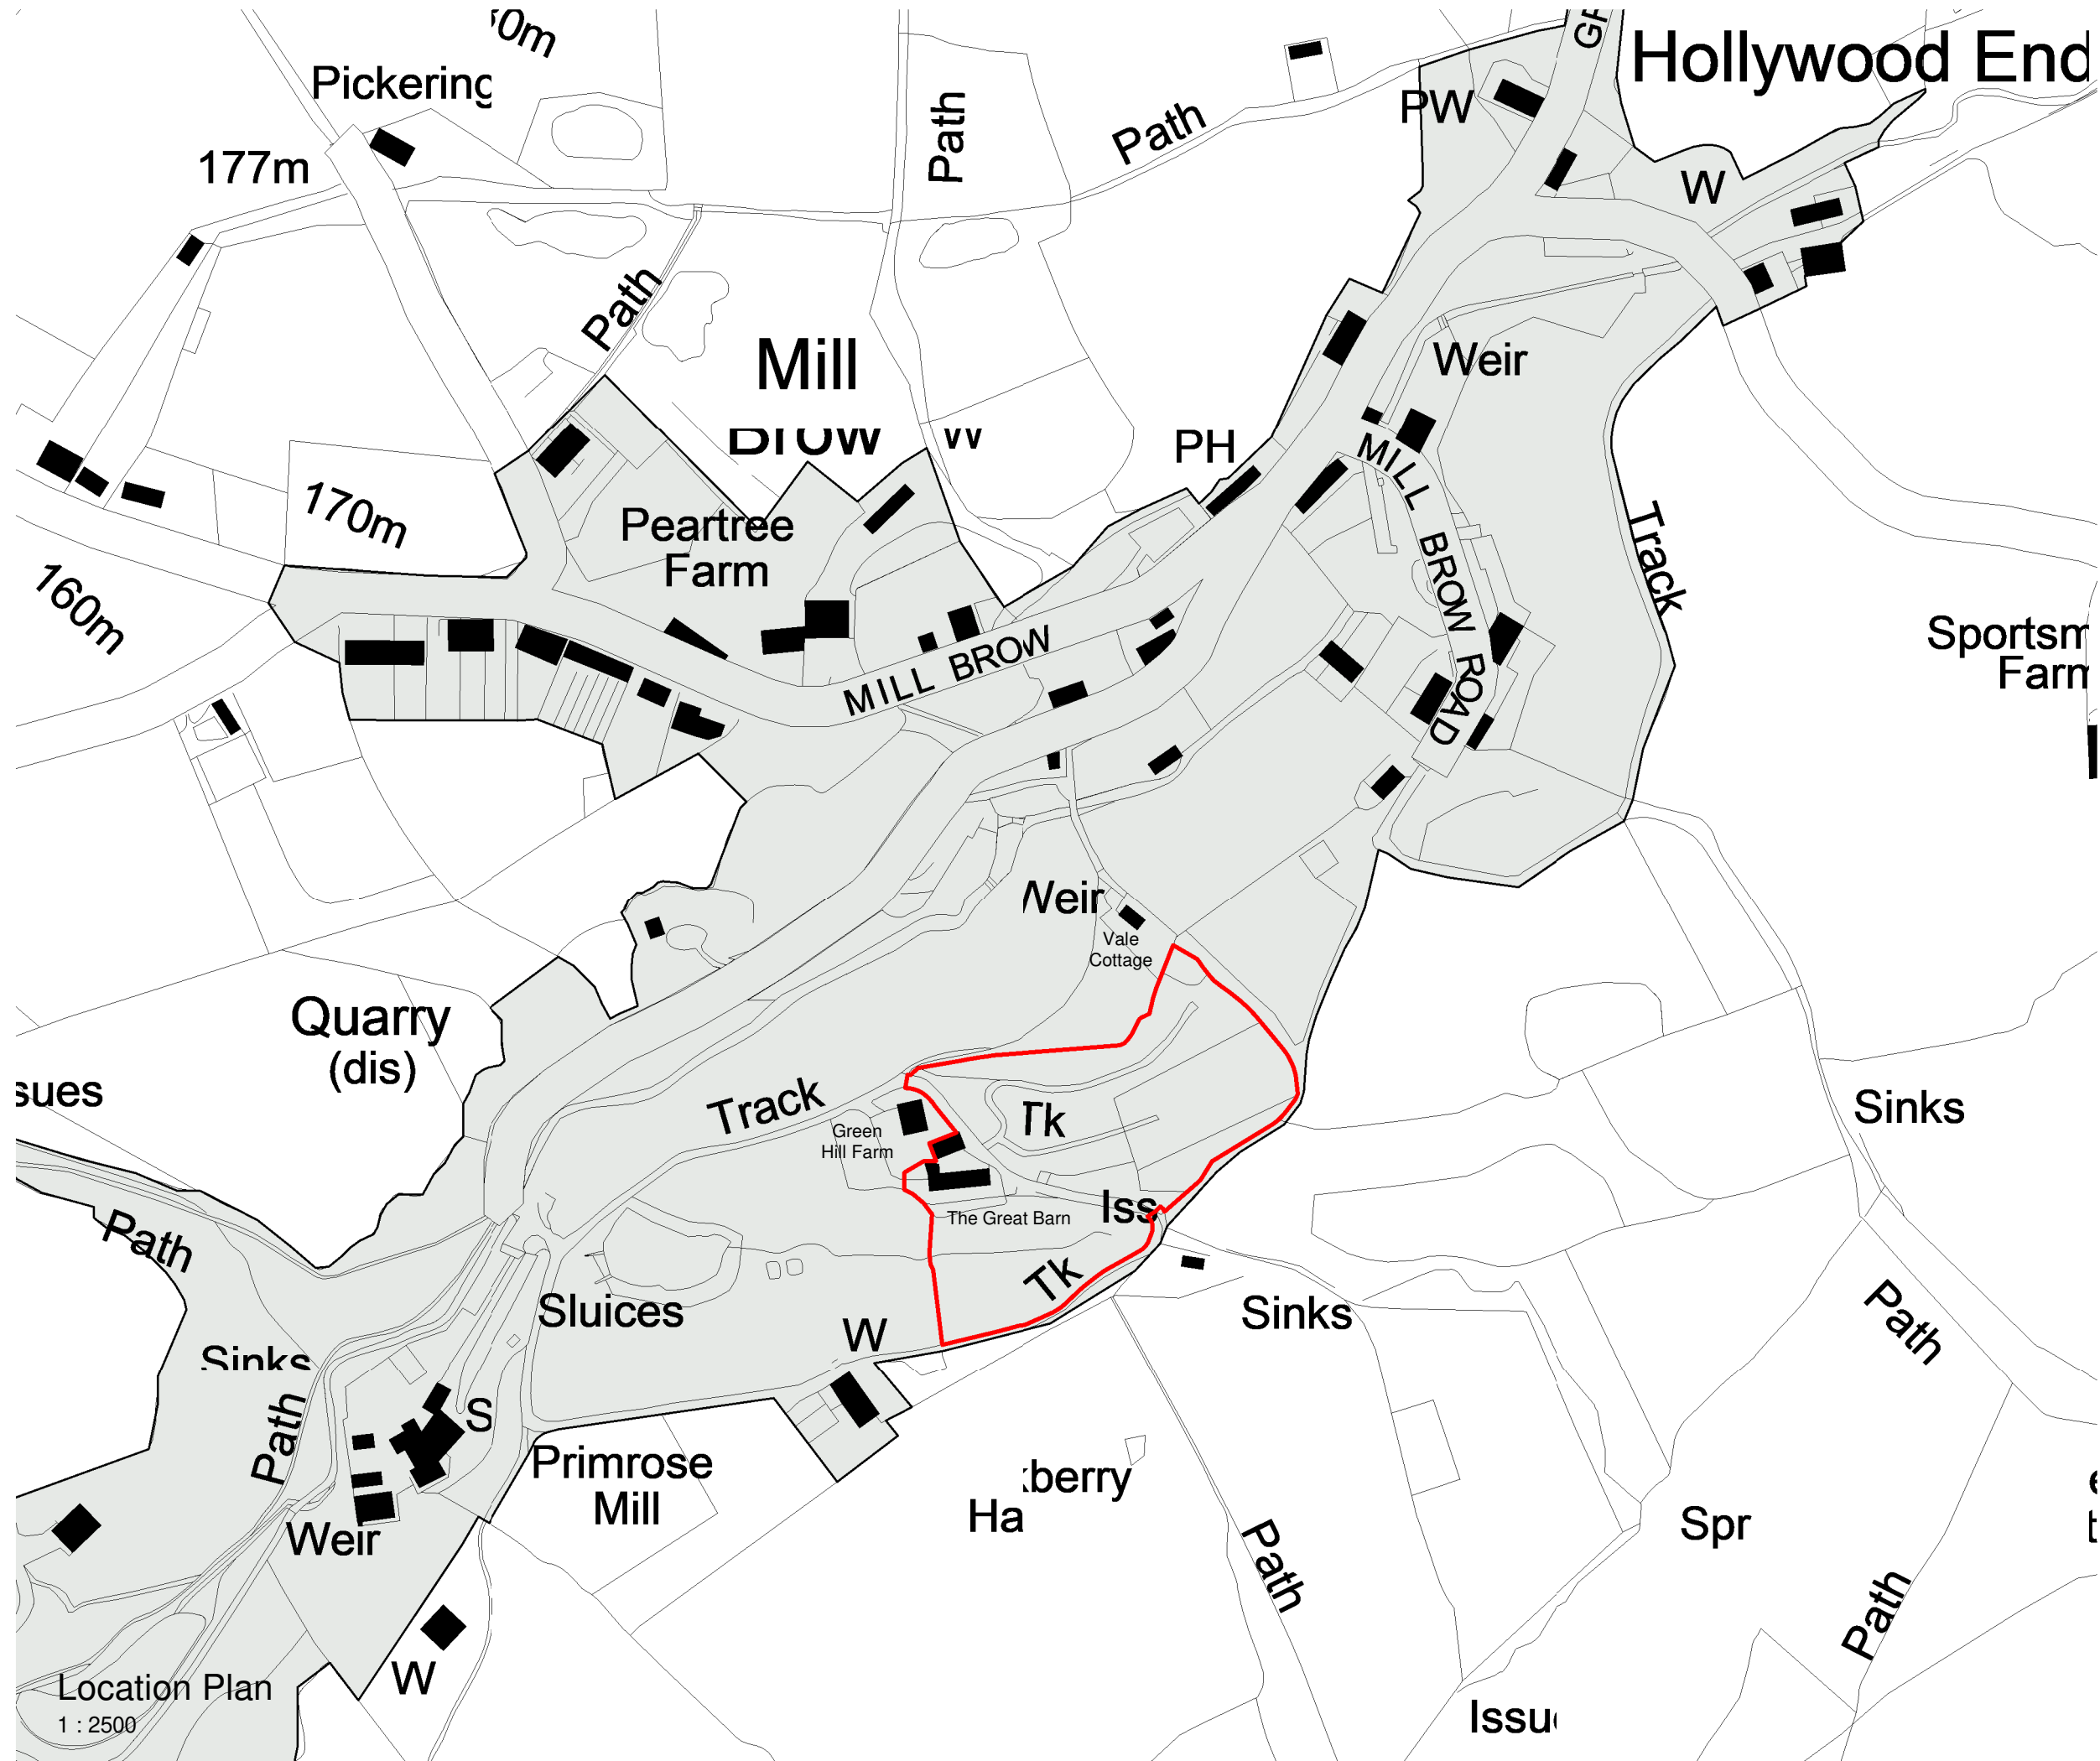 Hollywood End
Pickering
177m
Path
Path
PW
W
Path
Mill
Brow
W
PH
Weir
MILL BROW ROAD
Track
170m
160m
Peartree
Farm
MILL BROW
Farm
Weir
Vale
Cottage
Quarry
(dis)
Track
Green
Hill Farm
Tk
The Great Barn
Iss
Tk
Sinks
Path
Sluices
W
Sinks
Path
Sinks
Path
S
Primrose
Mill
Weir
Path
Spr
Path
W
Location Plan
1 : 2500